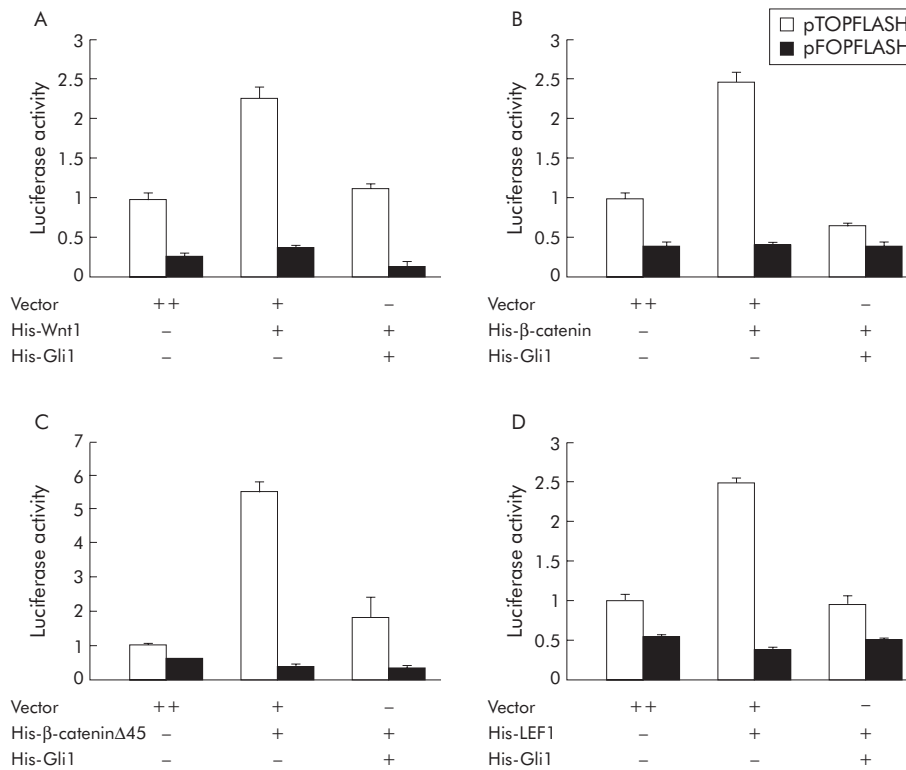 A
Luciferase activity
3
2.5
2
1.5
1
0.5
0
Vector ++ + –
His-Wnt1 – + +
His-Gli1 – – +
B
pTOPFLASH
pFOPFLASH
Luciferase activity
3
2.5
2
1.5
1
0.5
0
Vector ++ + –
His-β-catenin – + +
His-Gli1 – – +
C
Luciferase activity
7
6
5
4
3
2
1
0
Vector ++ + –
His-β-cateninΔ45 – + +
His-Gli1 – – +
D
Luciferase activity
3
2.5
2
1.5
1
0.5
0
Vector ++ + –
His-LEF1 – + +
His-Gli1 – – +